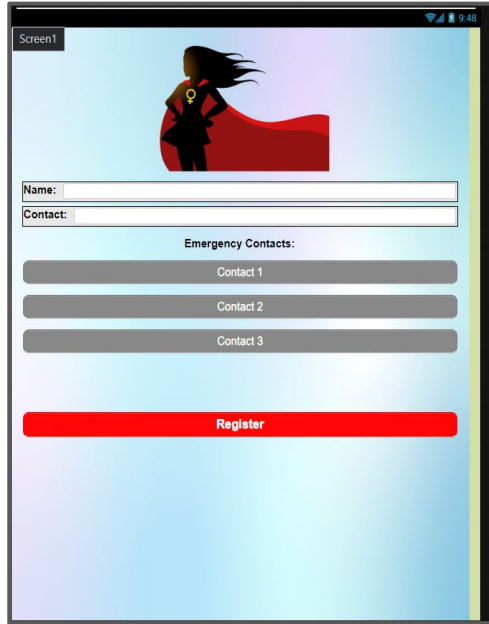 9:48
Screen1
Name:
Contact:
Emergency Contacts:
Contact 1
Contact 2
Contact 3
Register